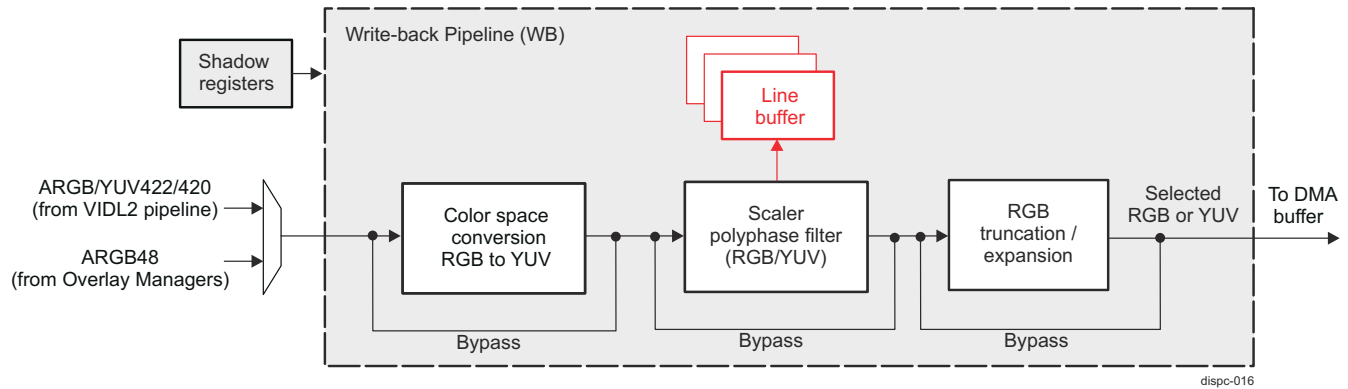 Write-back Pipeline (WB)
Shadow
registers
Line
buffer
ARGB/YUV422/420
(from VIDL2 pipeline)
ARGB48
(from Overlay Managers)
Color space
conversion
RGB to YUV
Scaler
polyphase filter
(RGB/YUV)
RGB
truncation /
expansion
Selected
RGB or YUV
To DMA
buffer
Bypass
Bypass
Bypass
dispc-016